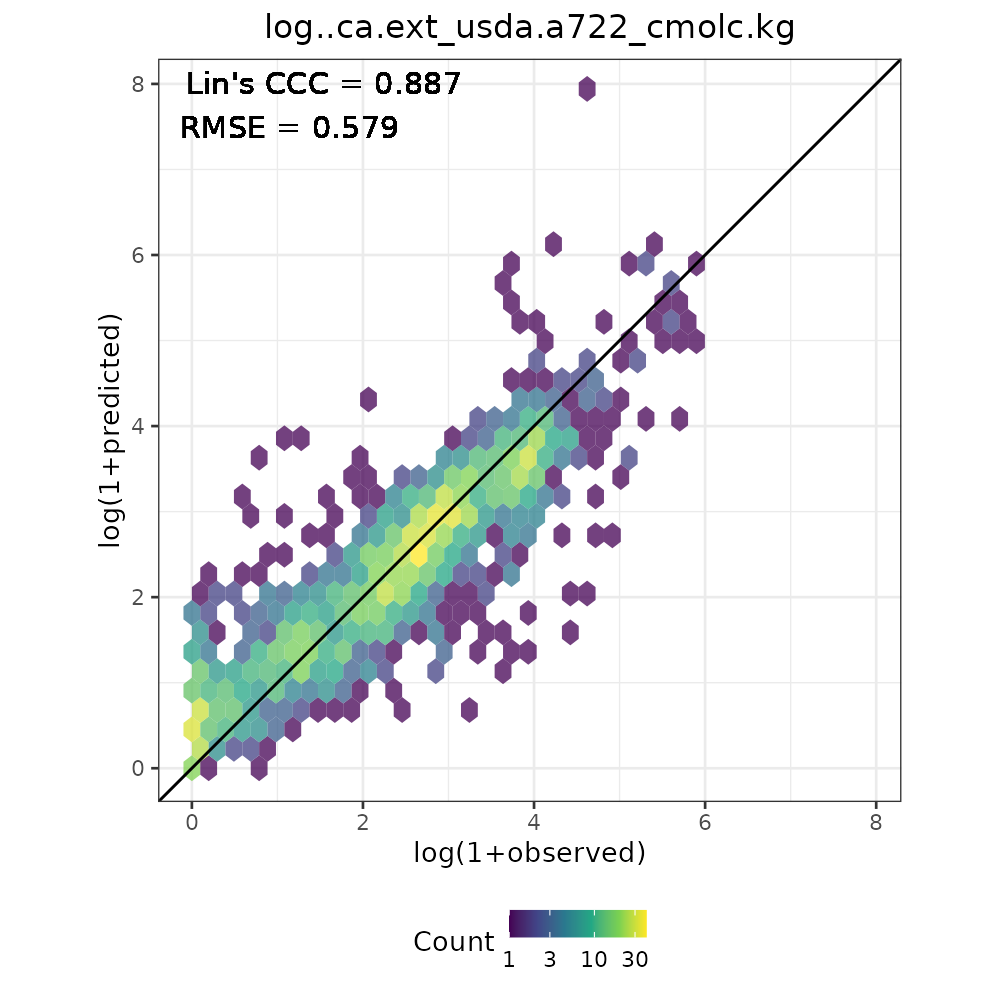 log..ca.ext_usda.a722_cmolc.kg
Lin's CCC = 0.887
RMSE = 0.579
8
6
4
2
0
log(1+predicted)
0 2 4 6 8
log(1+observed)
Count
1 3 10 30